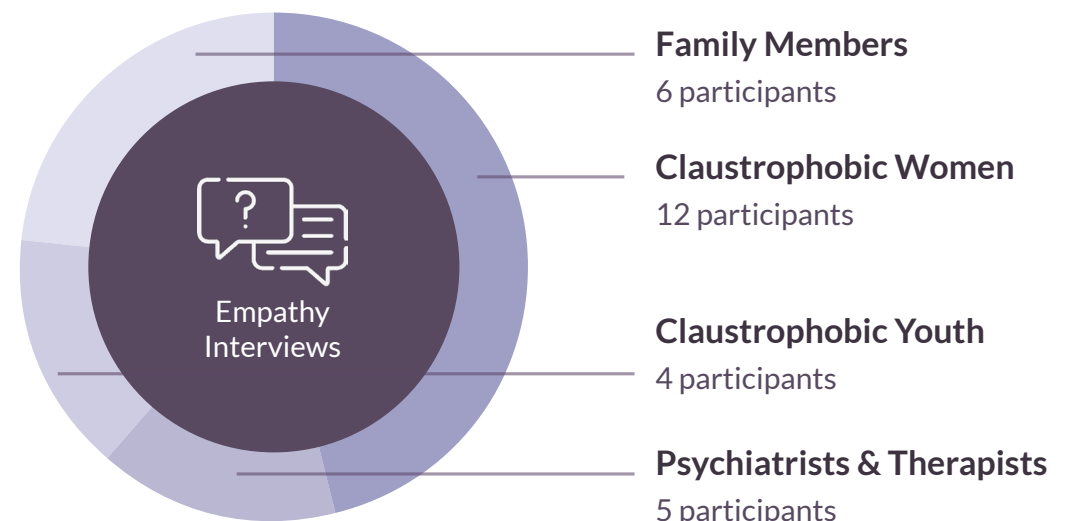 Family Members
6 participants
Claustrophobic Women
12 participants
?
Empathy
Interviews
Claustrophobic Youth
4 participants
Psychiatrists & Therapists
5 participants